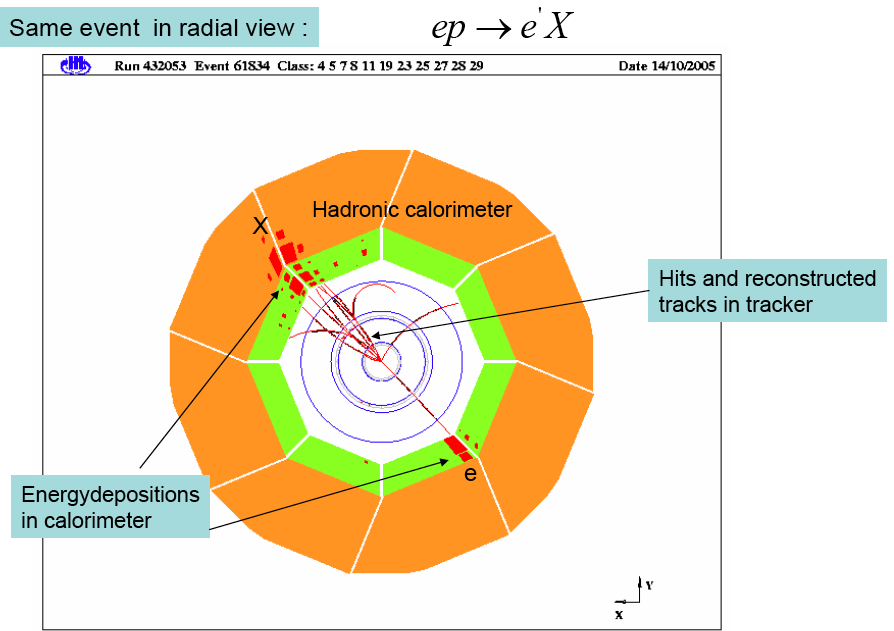 Same event in radial view :
ep → e'X
Run 432053 Event 61834 Class: 4 5 7 8 11 19 23 25 27 28 29
Date 14/10/2005
Hadronic calorimeter
X
Hits and reconstructed
tracks in tracker
e
Energydepositions
in calorimeter
Y
X